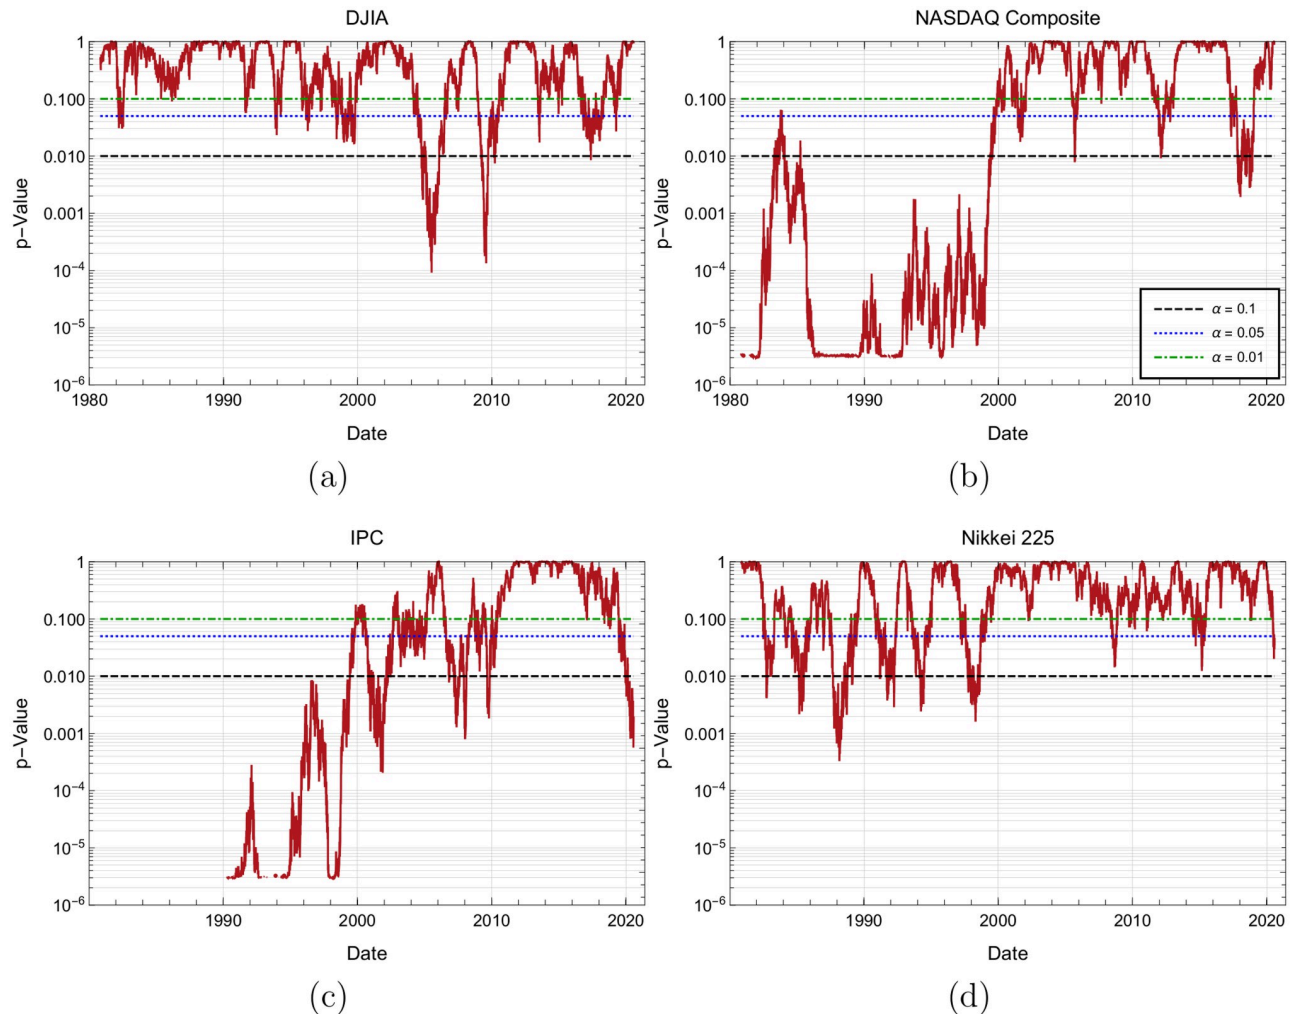 DJIA
1
0.100
0.010
0.001
10−4
10−5
10−6
p−Value
1980 1990 2000 2010 2020
Date
(a)
NASDAQ Composite
1
0.100
0.010
0.001
10−4
10−5
10−6
p−Value
α = 0.1
α = 0.05
α = 0.01
1980 1990 2000 2010 2020
Date
(b)
IPC
1
0.100
0.010
0.001
10−4
10−5
10−6
p−Value
1990 2000 2010 2020
Date
(c)
Nikkei 225
1
0.100
0.010
0.001
10−4
10−5
10−6
p−Value
1990 2000 2010 2020
Date
(d)